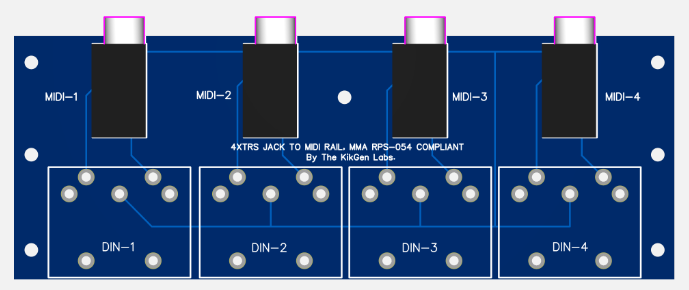 MIDI-1
MIDI-2
MIDI-3
MIDI-4
4XTRS JACK TO MIDI RAIL. MMA RPS-054 COMPLIANT
By The KikGen Labs.
DIN-1
DIN-2
DIN-3
DIN-4